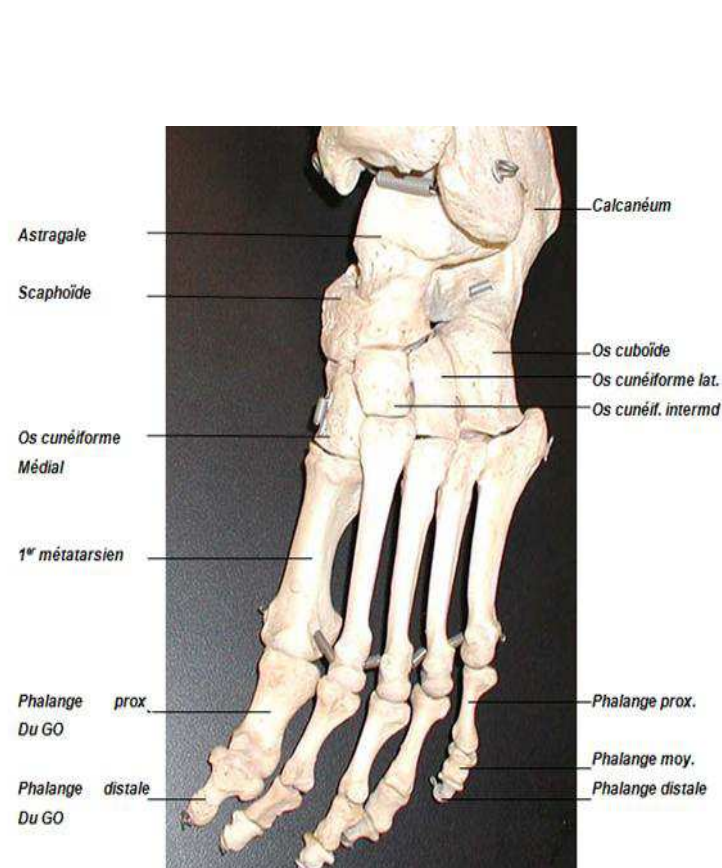 Astragale
Scaphoïde
Os cunéiforme
Médial
1er métatarsien
Phalange prox
Du GO
Phalange distale
Du GO
Calcanéum
Os cuboïde
Os cunéiforme lat.
Os cunéif. intermd
Phalange prox.
Phalange moy.
Phalange distale